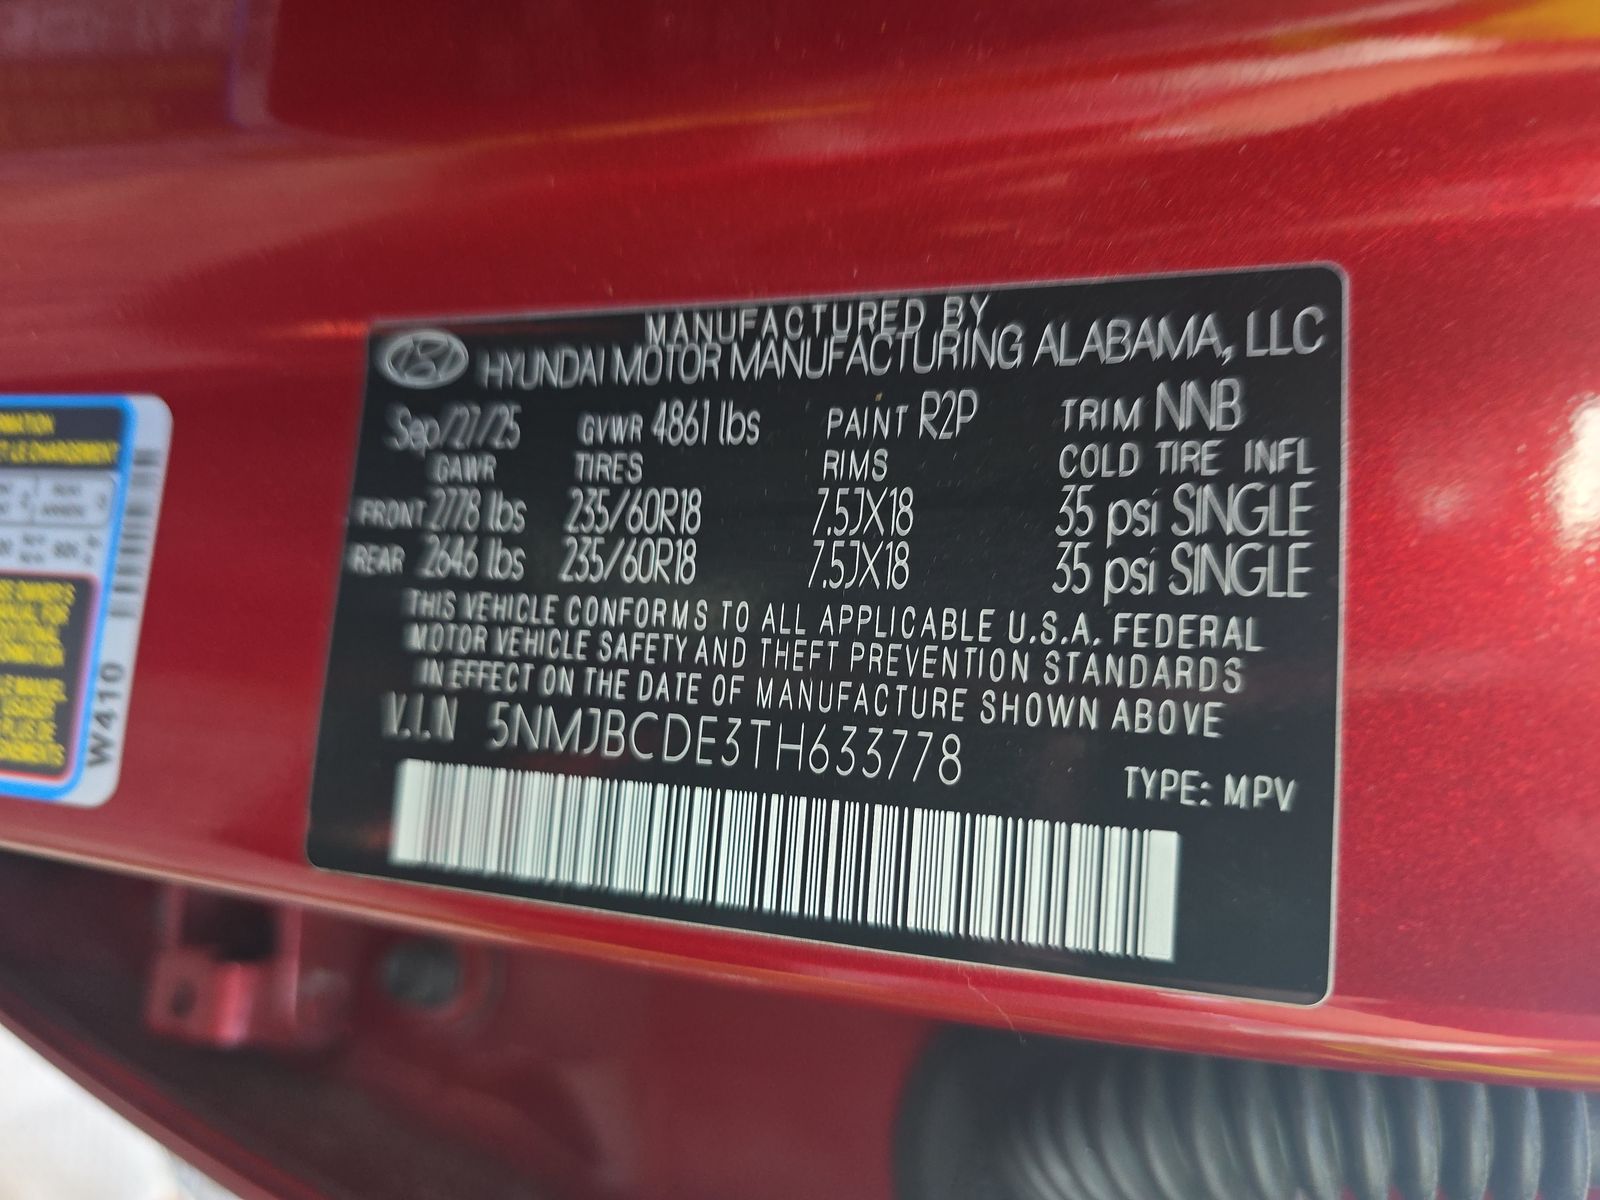 MANUFACTURED BY
HYUNDAI MOTOR MANUFACTURING ALABAMA, LLC
Sep/27/25 GVWR 4861 lbs PAINT R2P TRIM NNB
GAWR TIRES RIMS COLD TIRE INFL
FRONT 2778 lbs 235/60R18 7.5JX18 35 psi SINGLE
REAR 2646 lbs 235/60R18 7.5JX18 35 psi SINGLE
THIS VEHICLE CONFORMS TO ALL APPLICABLE U.S.A. FEDERAL
MOTOR VEHICLE SAFETY AND THEFT PREVENTION STANDARDS
IN EFFECT ON THE DATE OF MANUFACTURE SHOWN ABOVE
V.I.N 5NMJBCDE3TH633778
TYPE: MPV
LE CHARGEMENT
W410